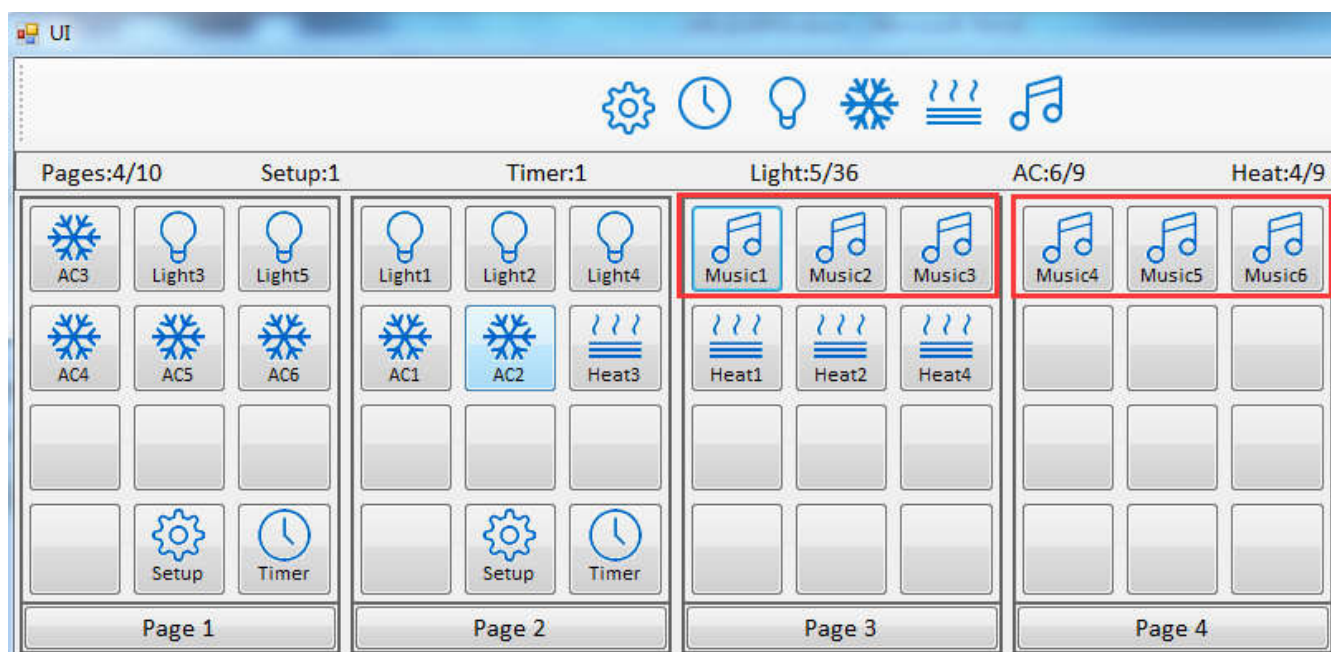 UI
Pages:4/10 Setup:1 Timer:1 Light:5/36 AC:6/9 Heat:4/9
AC3 Light3 Light5 Light1 Light2 Light4 Music1 Music2 Music3 Music4 Music5 Music6
AC4 AC5 AC6 AC1 AC2 Heat3 Heat1 Heat2 Heat4
Setup Timer Setup Timer
Page 1 Page 2 Page 3 Page 4